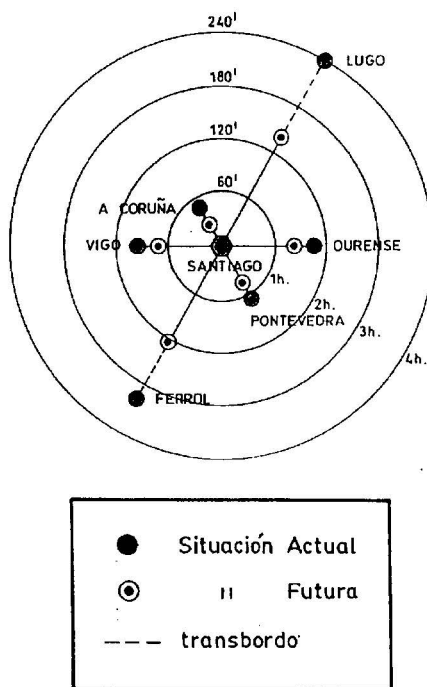 240'
LUGO
180'
120'
60'
A CORUÑA
VIGO
OURENSE
SANTIAGO
1h.
2h.
PONTEVEDRA
3h.
4h.
FERROL
Situación Actual
" Futura
transbordo